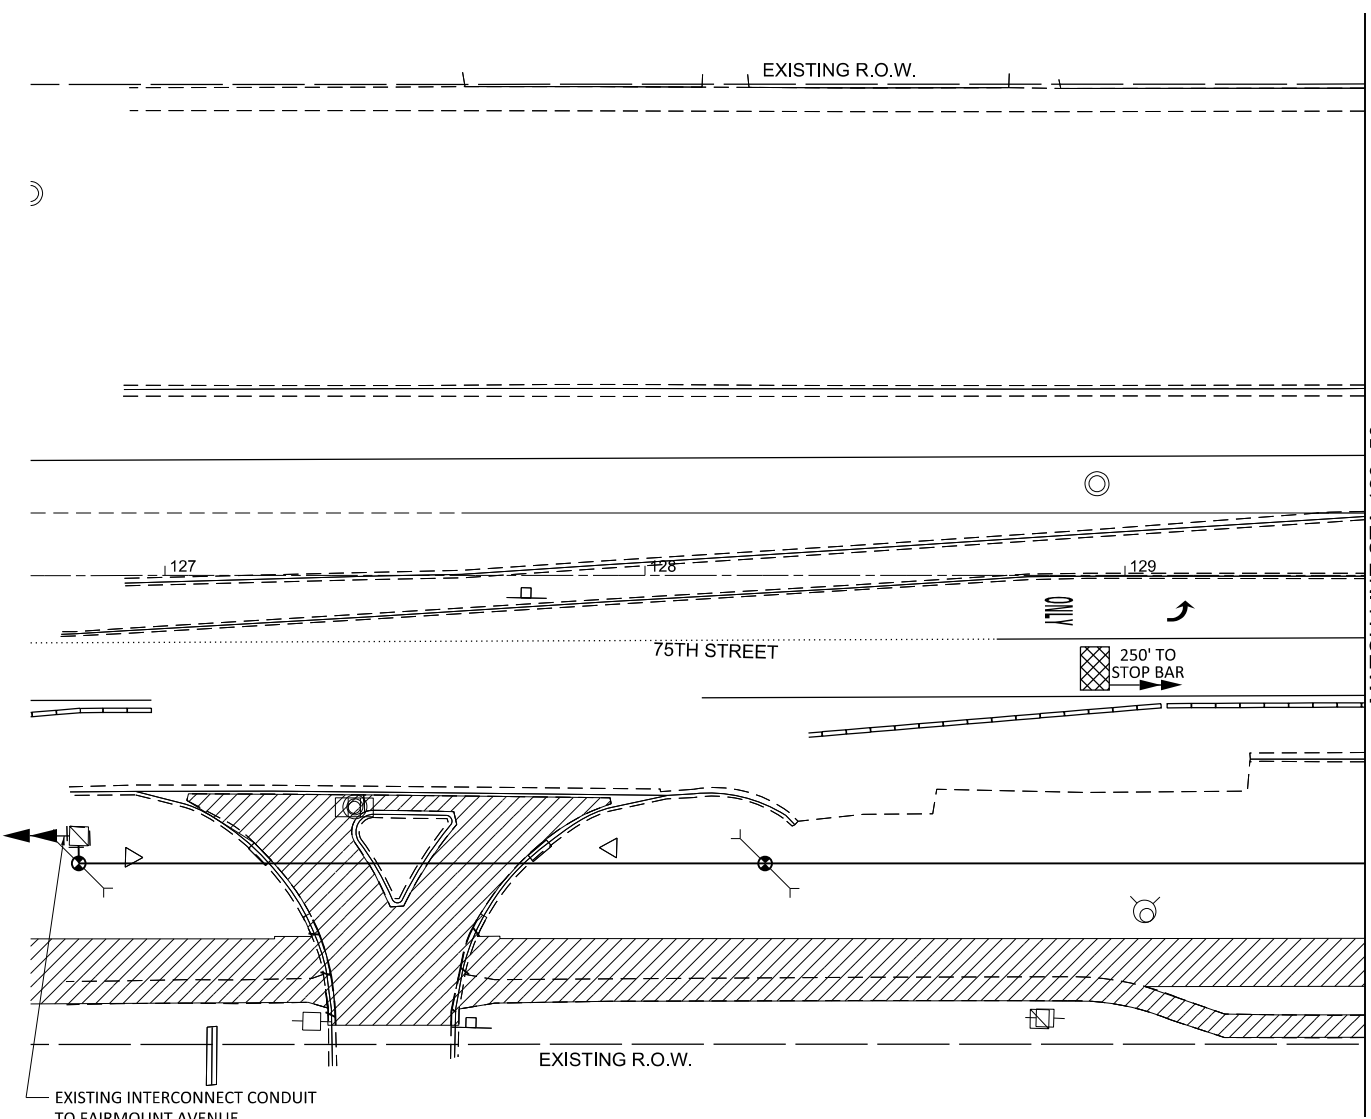 EXISTING R.O.W.
127
128
129
ONLY
75TH STREET
250' TO
STOP BAR
EXISTING R.O.W.
EXISTING INTERCONNECT CONDUIT
TO FAIRMOUNT AVENUE